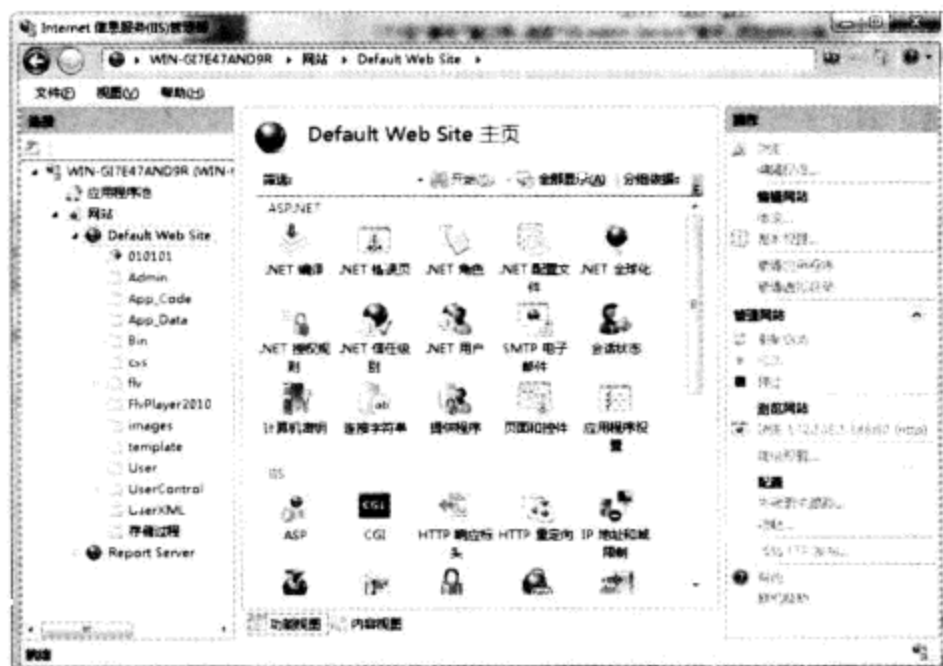 Internet 信息服务(IIS)管理器
WIN-GI7E47AND9R 网站 Default Web Site
文件(F) 视图(V) 帮助(H)
连接
WIN-GI7E47AND9R (WIN-
应用程序池
网站
Default Web Site
010101
Admin
App_Code
App_Data
Bin
css
flv
FlvPlayer2010
images
template
User
UserControl
UserXML
存储过程
Report Server
Default Web Site 主页
筛选: 全部显示(A) 分组依据:
ASP.NET
.NET 编译 .NET 错误页 .NET 角色 .NET 配置文件 .NET 全球化
.NET 授权规则 .NET 信任级别 .NET 用户 SMTP 电子邮件 会话状态
计算机密钥 连接字符串 提供程序 页面和控件 应用程序设置
IIS
ASP CGI HTTP 响应标头 HTTP 重定向 IP 地址和域限制
功能视图 内容视图
就绪
操作
编辑网站
管理网站
停止
浏览网站
配置